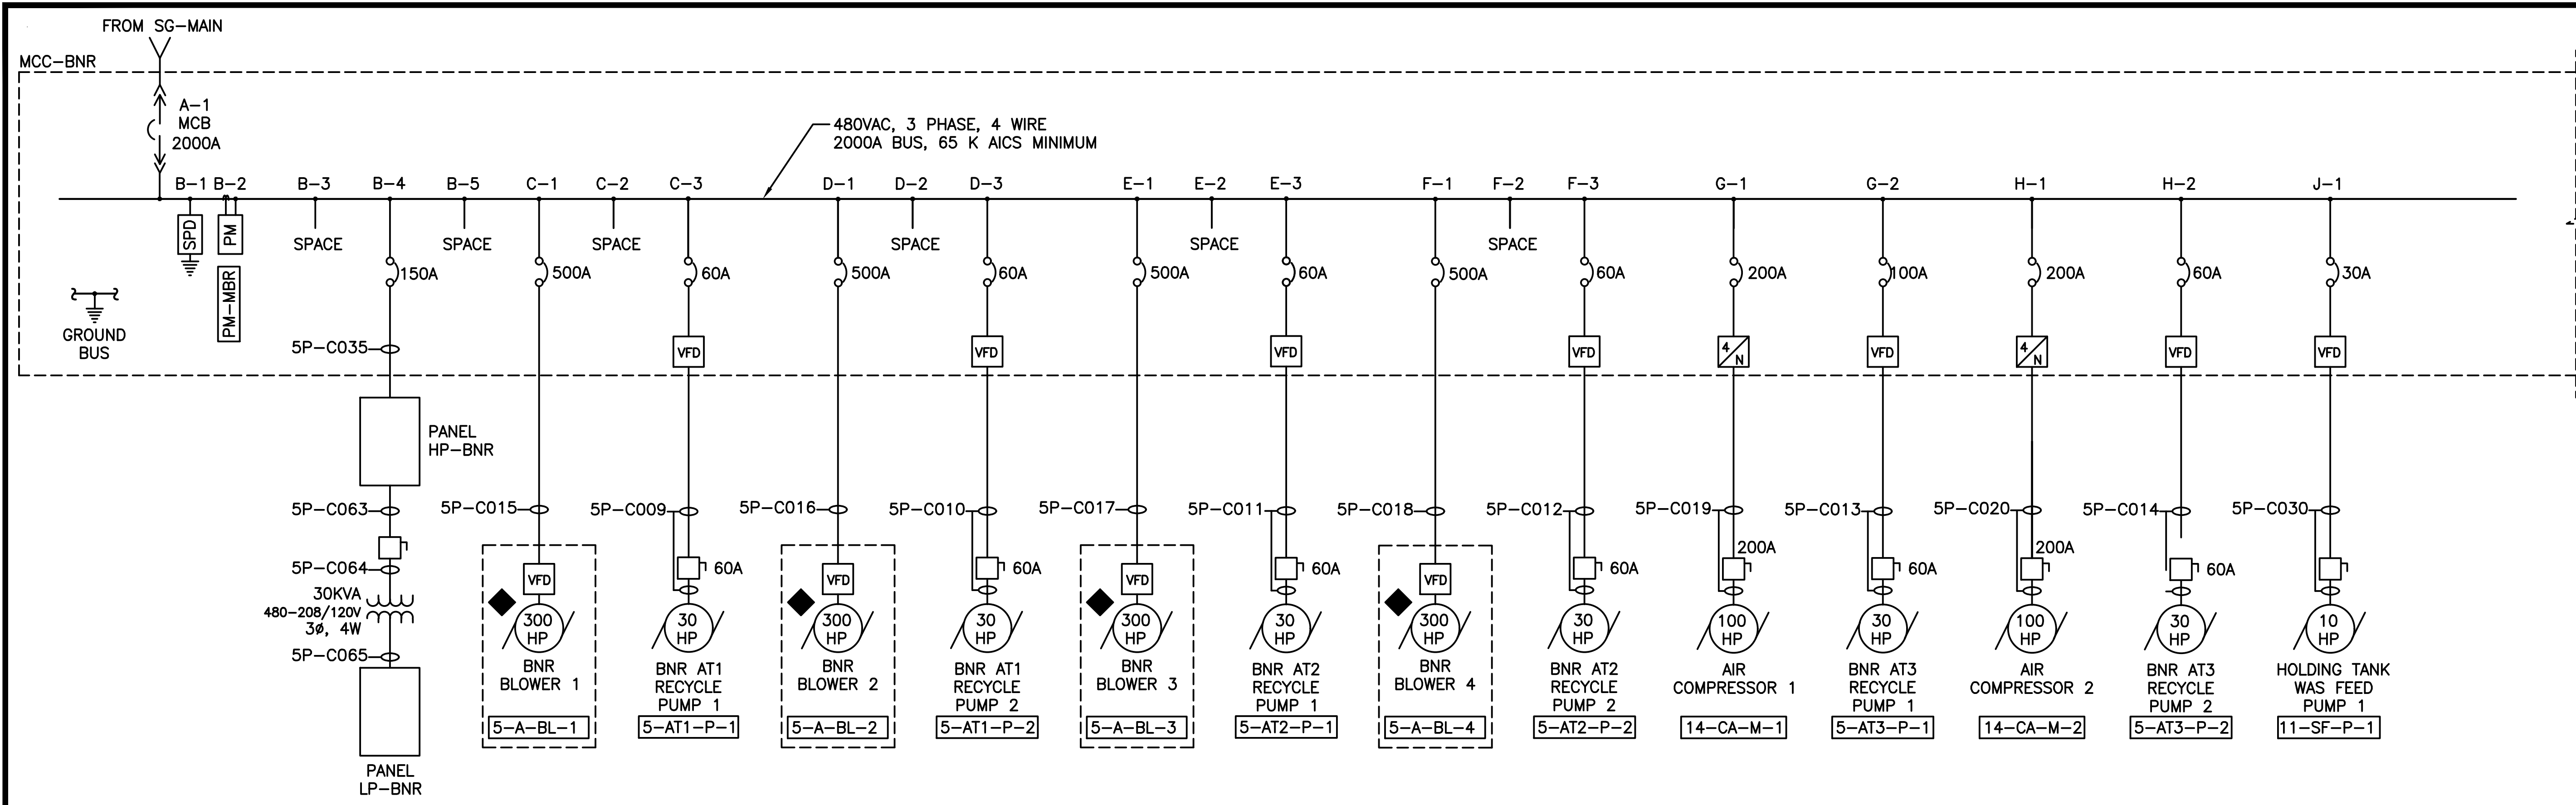 FROM SG-MAIN
MCC-BNR
A-1
MCB
2000A
480VAC, 3 PHASE, 4 WIRE
2000A BUS, 65 K AICS MINIMUM
B-1 B-2 B-3 B-4 B-5 C-1 C-2 C-3 D-1 D-2 D-3 E-1 E-2 E-3 F-1 F-2 F-3 G-1 G-2 H-1 H-2 J-1
SPD PM SPACE SPACE SPACE SPACE SPACE SPACE
PM-MBR
150A 500A 60A 500A 60A 500A 60A 500A 60A 200A 100A 200A 60A 30A
GROUND
BUS
5P-C035
VFD VFD VFD VFD 4 N VFD 4 N VFD VFD
PANEL
HP-BNR
5P-C063 5P-C015 5P-C009 5P-C016 5P-C010 5P-C017 5P-C011 5P-C018 5P-C012 5P-C019 5P-C013 5P-C020 5P-C014 5P-C030
200A 200A
5P-C064 60A 60A 60A 60A 60A 60A
VFD VFD VFD VFD
30KVA
480-208/120V
3ø, 4W
300 30 300 30 300 30 300 30 100 30 100 30 10
HP HP HP HP HP HP HP HP HP HP HP HP HP
5P-C065
BNR
BLOWER 1
5-A-BL-1
BNR AT1
RECYCLE
PUMP 1
5-AT1-P-1
BNR
BLOWER 2
5-A-BL-2
BNR AT1
RECYCLE
PUMP 2
5-AT1-P-2
BNR
BLOWER 3
5-A-BL-3
BNR AT2
RECYCLE
PUMP 1
5-AT2-P-1
BNR
BLOWER 4
5-A-BL-4
BNR AT2
RECYCLE
PUMP 2
5-AT2-P-2
AIR
COMPRESSOR 1
14-CA-M-1
BNR AT3
RECYCLE
PUMP 1
5-AT3-P-1
AIR
COMPRESSOR 2
14-CA-M-2
BNR AT3
RECYCLE
PUMP 2
5-AT3-P-2
HOLDING TANK
WAS FEED
PUMP 1
11-SF-P-1
PANEL
LP-BNR